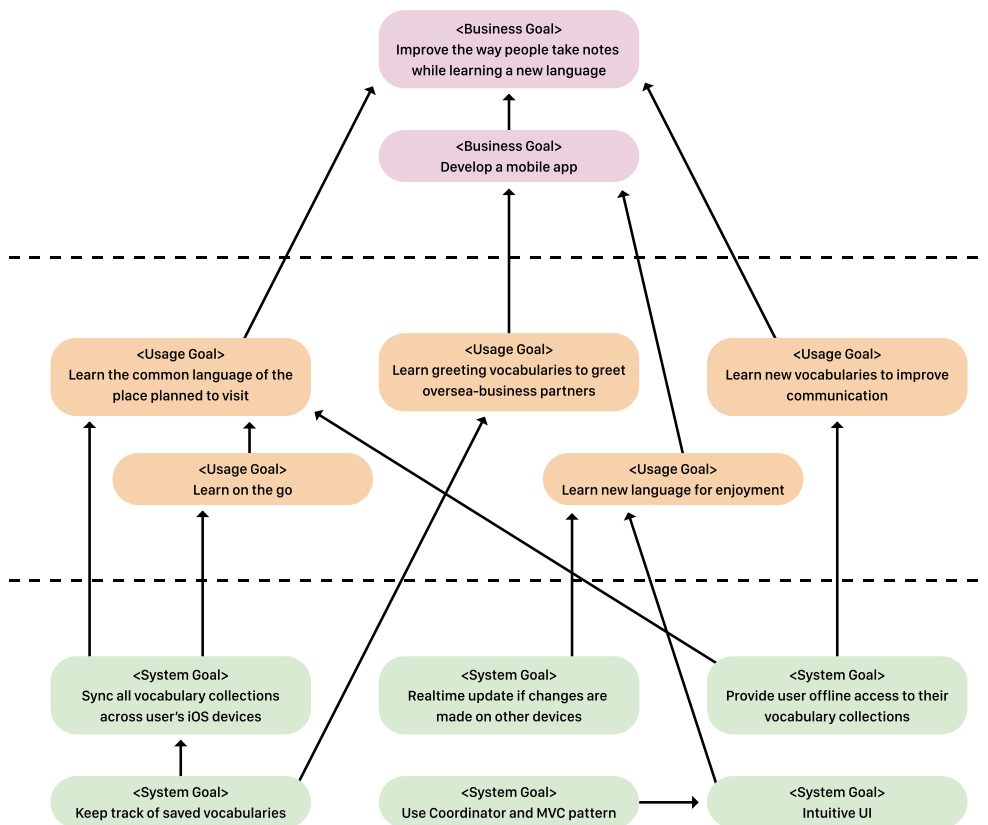 <Business Goal>
Improve the way people take notes
while learning a new language
<Business Goal>
Develop a mobile app
<Usage Goal>
Learn the common language of the
place planned to visit
<Usage Goal>
Learn greeting vocabularies to greet
oversea-business partners
<Usage Goal>
Learn new vocabularies to improve
communication
<Usage Goal>
Learn on the go
<Usage Goal>
Learn new language for enjoyment
<System Goal>
Sync all vocabulary collections
across user's iOS devices
<System Goal>
Realtime update if changes are
made on other devices
<System Goal>
Provide user offline access to their
vocabulary collections
<System Goal>
Keep track of saved vocabularies
<System Goal>
Use Coordinator and MVC pattern
<System Goal>
Intuitive UI